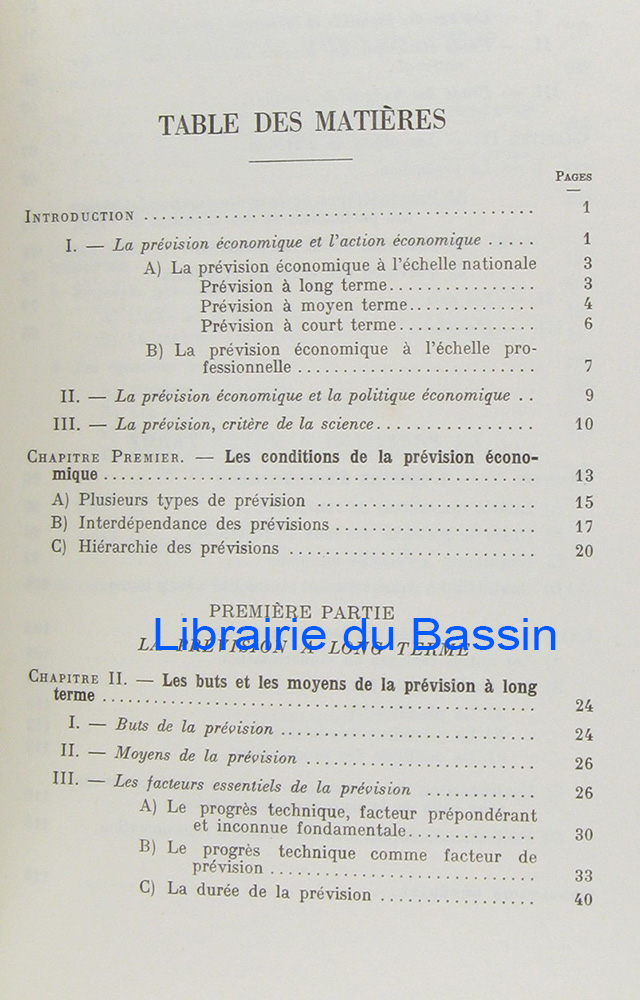 TABLE DES MATIÈRES
PAGES
INTRODUCTION ........................................... 1
I. — La prévision économique et l'action économique ..... 1
A) La prévision économique à l'échelle nationale 3
Prévision à long terme................ 3
Prévision à moyen terme.............. 4
Prévision à court terme............... 6
B) La prévision économique à l'échelle pro-
fessionnelle ........................... 7
II. — La prévision économique et la politique économique .. 9
III. — La prévision, critère de la science................. 10
CHAPITRE PREMIER. — Les conditions de la prévision écono-
mique ................................................ 13
A) Plusieurs types de prévision ........................ 15
B) Interdépendance des prévisions ...................... 17
C) Hiérarchie des prévisions ........................... 20
PREMIÈRE PARTIE
Librairie du Bassin
LA PRÉVISION A LONG TERME
CHAPITRE II. — Les buts et les moyens de la prévision à long
terme ................................................ 24
I. — Buts de la prévision ............................ 24
II. — Moyens de la prévision ......................... 26
III. — Les facteurs essentiels de la prévision ............ 26
A) Le progrès technique, facteur prépondérant
et inconnue fondamentale............... 30
B) Le progrès technique comme facteur de
prévision .............................. 33
C) La durée de la prévision .................. 40